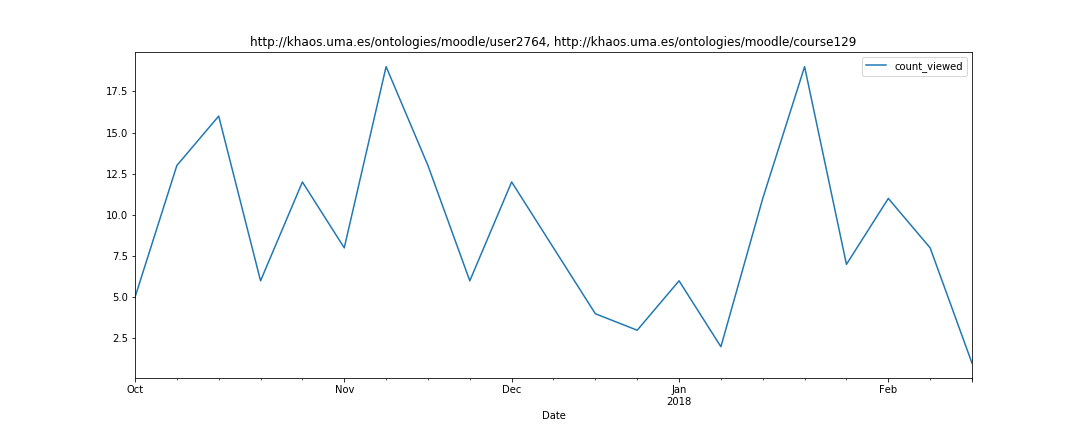 http://khaos.uma.es/ontologies/moodle/user2764, http://khaos.uma.es/ontologies/moodle/course129
count_viewed
17.5
15.0
12.5
10.0
7.5
5.0
2.5
Oct Nov Dec Jan Feb
2018
Date